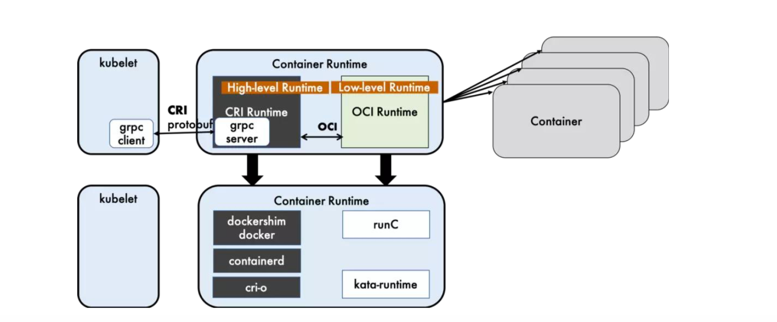 kubelet
Container Runtime
High-level Runtime
Low-level Runtime
CRI
protobuf
CRI Runtime
OCI Runtime
grpc
client
grpc
server
OCI
Container
kubelet
Container Runtime
dockershim
docker
runC
containerd
cri-o
kata-runtime